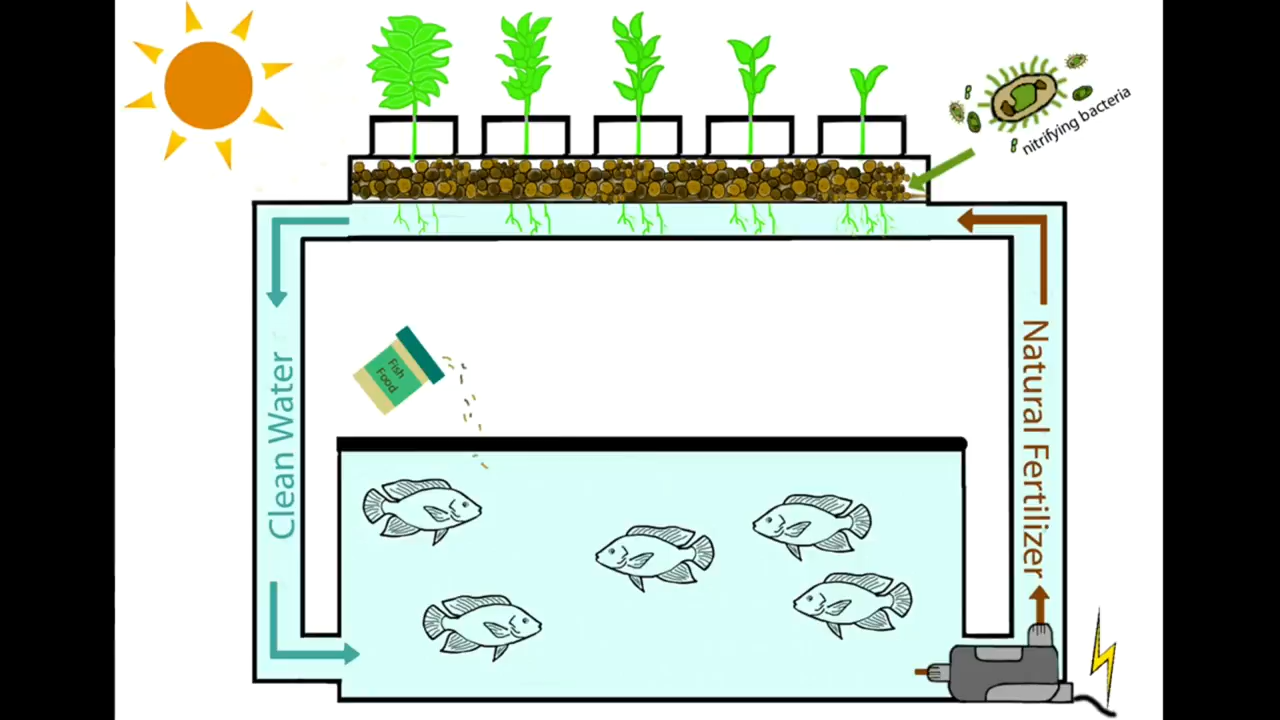 nitrifying bacteria
Fish
Food
Clean Water
Natural Fertilizer